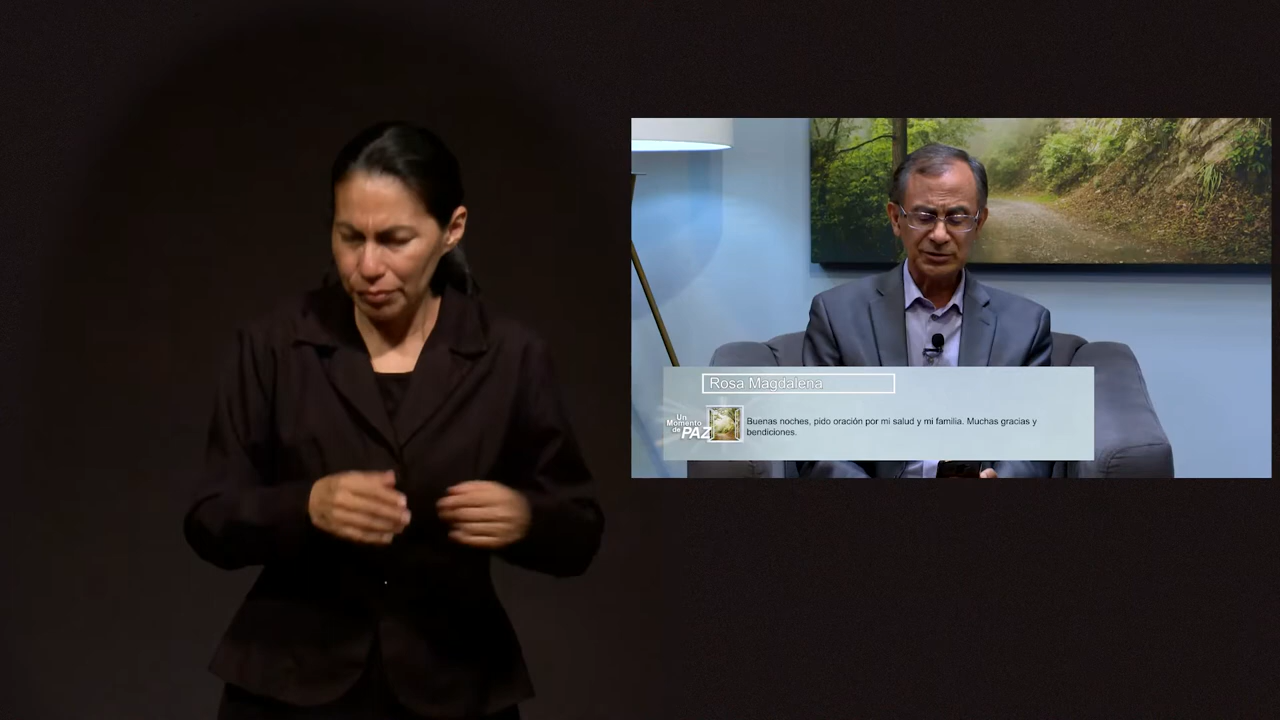 Rosa Magdalena
Un
Momento
de PAZ
Buenas noches, pido oración por mi salud y mi familia. Muchas gracias y
bendiciones.